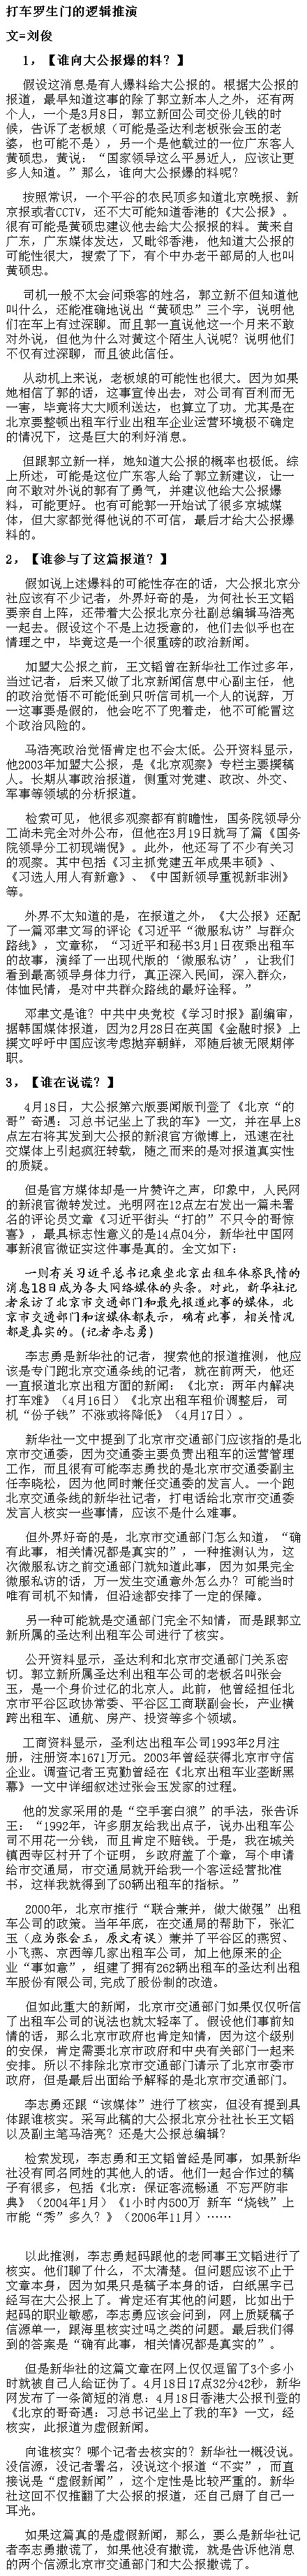 打车罗生门的逻辑推演
文=刘俊
1，【谁向大公报爆的料？】
假设这消息是有人爆料给大公报的。根据大公报的
报道，最早知道这事的除了郭立新本人之外，还有两
个人，一个是3月8日，郭立新回公司交份儿钱的时
候，告诉了老板娘（可能是圣达利老板张会玉的老
婆，也可能不是），另一个是他载过的一位广东客人
黄硕忠，黄说：“国家领导这么平易近人，应该让更
多人知道。”那么，谁向大公报爆的料呢？
按照常识，一个平谷的农民顶多知道北京晚报、新
京报或者CCTV，还不大可能知道香港的《大公报》。
很有可能是黄硕忠建议他去给大公报报料。黄来自
广东，广东媒体发达，又毗邻香港，他知道大公报的
可能性很大，搜索了下，有个中办老干部局的人也叫
黄硕忠。
司机一般不太会问乘客的姓名，郭立新不但知道他
叫什么，还能准确地说出“黄硕忠”三个字，说明他
们在车上有过深聊。而且郭一直说他这一个月来不敢
对外说，但他为什么对黄这个陌生人说呢？说明他们
不仅有过深聊，而且彼此信任。
从动机上来说，老板娘的可能性也很大。因为如果
她相信了郭的话，这事宣传出去，对公司有百利而无
一害，毕竟将大大顺利送达，也算立了功。尤其是在
北京要整顿出租车行业出租车企业运营环境极不确定
的情况下，这是巨大的利好消息。
但跟郭立新一样，她知道大公报的概率也极低。综
上所述，可能是这位广东客人给了郭立新建议，让一
向不敢对外说的郭有了勇气，并建议他给大公报爆
料，可能更好。也有可能郭一开始试了很多京城媒
体，但大家都觉得他说的不可信，最后才给大公报爆
料的。
2，【谁参与了这篇报道？】
假如说上述爆料的可能性存在的话，大公报北京分
社应该有不少记者，外界好奇的是，为何社长王文韬
要亲自上阵，还带着大公报北京分社副总编辑马浩亮
一起去。假设这个不是上边授意的，他们去似乎也在
情理之中，毕竟这是一个很重磅的政治新闻。
加盟大公报之前，王文韬曾在新华社工作过多年，
当过记者，后来又做了北京新闻信息中心副主任，他
的政治觉悟不可能低到只听信司机一个人的说辞，万
一这事要是假的，他会吃不了兜着走，他不可能冒这
个政治风险的。
马浩亮政治觉悟肯定也不会太低。公开资料显示，
他2003年加盟大公报，是《北京观察》专栏主要撰稿
人。长期从事政治报道，侧重对党建、政改、外交、
军事等领域的分析报道。
检索可见，他很多观察都有前瞻性，国务院领导分
工尚未完全对外公布，但他在3月19日就写了篇《国务
院领导分工初现端倪》。此外，他还写了不少有关习
的观察。其中包括《习主抓党建五年成果丰硕》、
《习选人用人有新意》、《中国新领导重视新非洲》
等。
外界不太知道的是，在报道之外，《大公报》还配
了一篇邓聿文写的评论《习近平“微服私访”与群众
路线》，文章称，“习近平和秘书3月1日夜乘出租车
的故事，演绎了一出现代版的‘微服私访’，让我们
看到最高领导身体力行，真正深入民间，深入群众，
体恤民情，是对中共群众路线的最好诠释。”
邓聿文是谁？中共中央党校《学习时报》副编审，
据韩国媒体报道，因为2月28日在英国《金融时报》上
撰文呼吁中国应该考虑抛弃朝鲜，邓随后被无限期停
职。
3，【谁在说谎？】
4月18日，大公报第六版要闻版刊登了《北京“的
哥”奇遇：习总书记坐上了我的车》一文，并在早上8
点左右将其发到大公报的新浪官方微博上，迅速在社
交媒体上引起疯狂转载，随之而来的是对报道真实性
的质疑。
但是官方媒体却是一片赞许之声，印象中，人民网
的新浪官微转发过。光明网在12点左右发出一篇未署
名的评论员文章《习近平街头“打的”不只令的哥惊
喜》，最具标志性意义的是14点04分，新华社中国网
事新浪官微证实这件事是真的。全文如下：
一则有关习近平总书记乘坐北京出租车体察民情的
消息18日成为各大网络媒体的头条。对此，新华社记
者采访了北京市交通部门和最先报道此事的媒体，北
京市交通部门和该媒体都表示，确有此事，相关情况
都是真实的。(记者李志勇)
李志勇是新华社的记者，搜索他的报道推测，他应
该是专门跑北京交通条线的记者，就在前两天，他还
一直报道北京出租方面的新闻：《北京：两年内解决
打车难》（4月16日）《北京出租车租价调整后，司
机“份子钱”不涨或将降低》（4月17日）。
新华社一文中提到了北京市交通部门应该指的是北
京市交通委，因为交通委主要负责出租车的运营管理
工作，而且很有可能李志勇我的是北京市交通委副主
任李晓松，因为他同时兼任交通委的发言人。一个跑
北京交通条线的新华社记者，打电话给北京市交通委
发言人核实一些事情，应该不是什么难事。
但外界好奇的是，北京市交通部门怎么知道，“确
有此事，相关情况都是真实的”，一种推测认为，这
次微服私访之前交通部门就知道此事，因为如果完全
微服私访的话，万一发生交通意外怎么办？可能当时
唯有司机不知情，但沿途都安排了一定的保障。
另一种可能就是交通部门完全不知情，而是跟郭立
新所属的圣达利出租车公司进行了核实。
公开资料显示，圣达利和北京市交通部门关系密
切。郭立新所属圣达利出租车公司的老板名叫张会
玉，是一个身价过亿的北京人。此前，他曾经担任北
京市平谷区政协常委、平谷区工商联副会长，产业横
跨出租车、通航、房产、投资等多个领域。
工商资料显示，圣利达出租车公司1993年2月注
册，注册资本1671万元。2003年曾经获得北京市守信
企业。调查记者王克勤曾经在《北京出租车业垄断黑
幕》一文中详细叙述过张会玉发家的过程。
他的发家采用的是“空手套白狼”的手法，张告诉
王：“1992年，许多朋友给我出点子，说办出租车公
司不用花一分钱，而且肯定不赔钱。于是，我在城关
镇西寺区村开了个证明，乡政府盖了个章，写个申请
给市交通局，市交通局就开给我一个客运经营批准
书，这样我就得到了50辆出租车的指标。”
2000年，北京市推行“联合兼并，做大做强”出租
车公司的政策。当年年底，在交通局的帮助下，张汇
玉（应为张会玉，原文有误）兼并了平谷区的燕贸、
小飞燕、京西等几家出租车公司，加上他原来的企
业“事如意”，组建了拥有262辆出租车的圣达利出租
车股份有限公司，完成了股份制的改造。
但如此重大的新闻，北京市交通部门如果仅仅听信
了出租车公司的说法也就太轻率了。假设他们事前知
情的话，那么北京市政府也肯定知情，因为这个级别
的安保，肯定需要北京市政府和中央有关部门一起来
安排。所以不排除北京市交通部门请示了北京市委市
政府，但是最后出面给予解释的是北京市交通部门。
李志勇还跟“该媒体”进行了核实，但没有提到具
体跟谁核实。采写此稿的大公报北京分社社长王文韬
以及副主笔马浩亮？还是大公报总编辑？
检索发现，李志勇和王文韬曾经是同事，如果新华
社没有同名同姓的其他人的话。他们一起合作过的稿
子有很多，包括《北京：保证客流畅通 不忘严防非
典》（2004年1月）《1小时内500万 新车“烧钱”上
市能“秀”多久？》（2006年11月）……
以此推测，李志勇起码跟他的老同事王文韬进行了
核实。他们聊了什么，不太清楚。但问题应该不止于
文章本身，因为如果只是稿子本身的话，白纸黑字已
经写在大公报上了。肯定还有其他的问题，比如出于
起码的职业敏感，李志勇应该会问到，网上质疑稿子
信源单一，跟海里核实过吗之类的问题。最后我们得
到的答案是“确有此事，相关情况都是真实的”。
但是新华社的这篇文章在网上仅仅逗留了3个多小
时就被自己人给证伪了。4月18日17点32分42秒，新华
网发布了一条简短的消息：4月18日香港大公报刊登的
《北京的哥奇遇：习总书记坐上了我的车》一文，经
核实，此报道为虚假新闻。
向谁核实？哪个记者去核实的？新华社一概没说。
没信源，没记者署名，没说这个报道“不实”，而直
接说是“虚假新闻”，这个定性是比较严重的。新华
社这回不仅推翻了大公报的报道，还自己扇了自己一
耳光。
如果这篇真的是虚假新闻，那么，要么是新华社记
者李志勇撒谎了，如果他没有撒谎，就是告诉他消息
的两个信源北京市交通部门和大公报撒谎了。